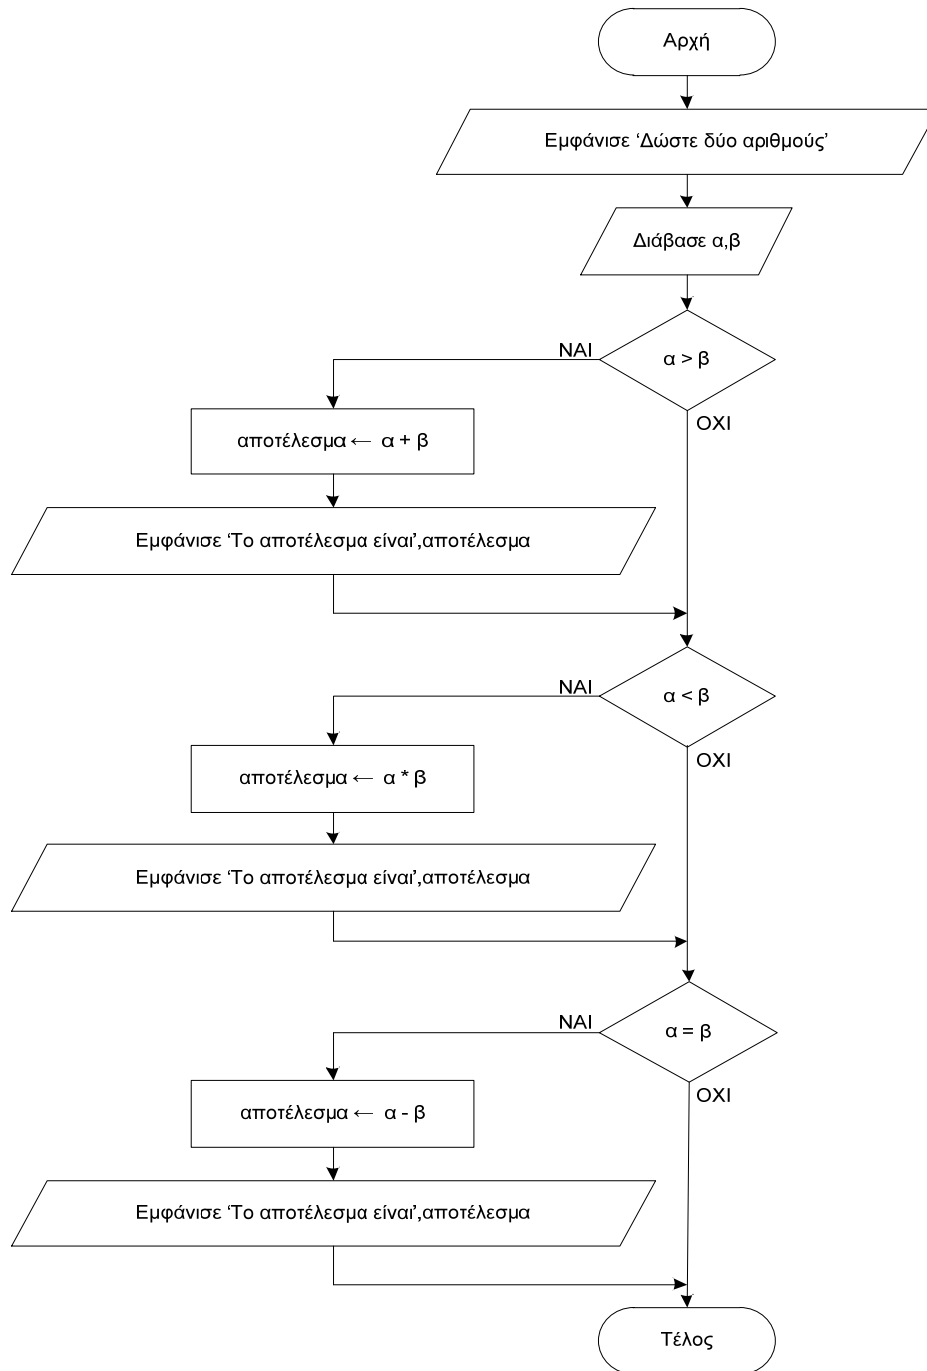 Αρχή
Εμφάνισε ‘Δώστε δύο αριθμούς’
Διάβασε α,β
α > β
ΝΑΙ
ΟΧΙ
αποτέλεσμα ← α + β
Εμφάνισε ‘Το αποτέλεσμα είναι’,αποτέλεσμα
α < β
ΝΑΙ
ΟΧΙ
αποτέλεσμα ← α * β
Εμφάνισε ‘Το αποτέλεσμα είναι’,αποτέλεσμα
α = β
ΝΑΙ
ΟΧΙ
αποτέλεσμα ← α - β
Εμφάνισε ‘Το αποτέλεσμα είναι’,αποτέλεσμα
Τέλος